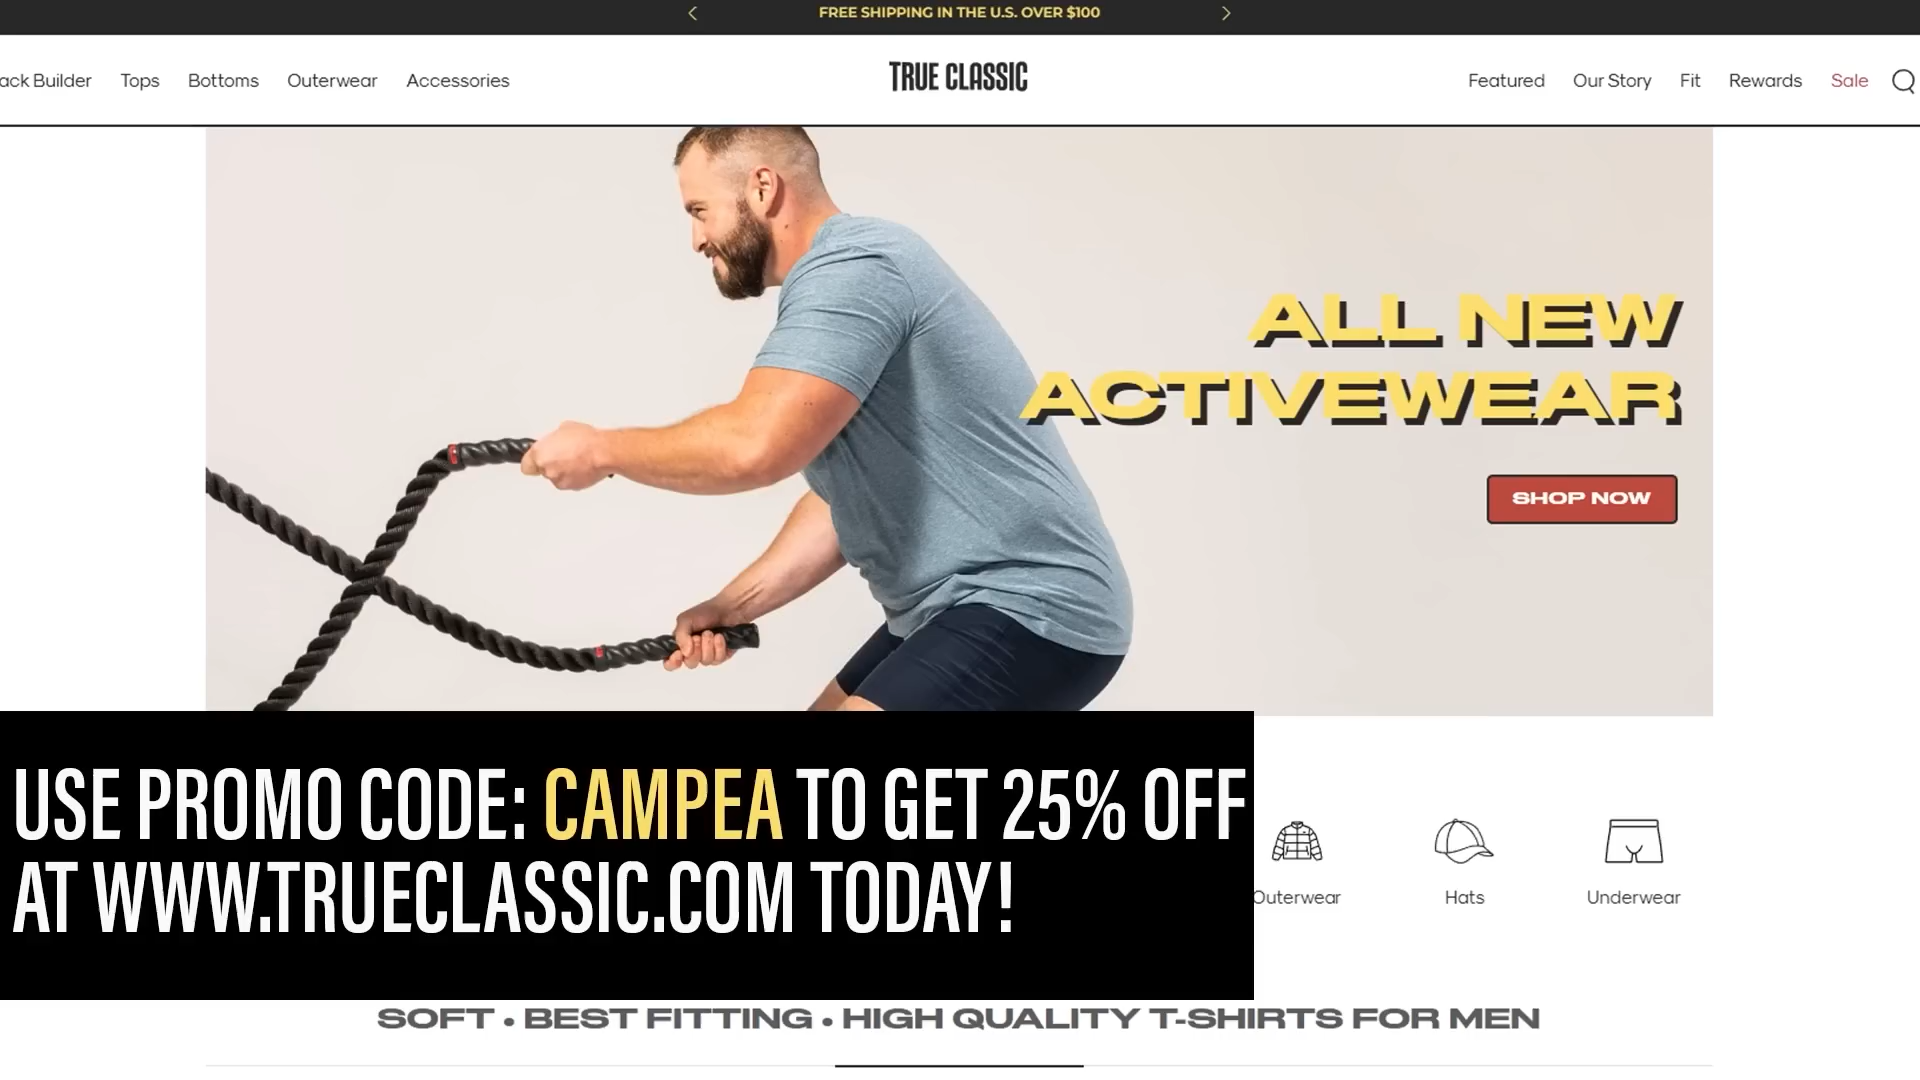 FREE SHIPPING IN THE U.S. OVER $100
ack Builder Tops Bottoms Outerwear Accessories TRUE CLASSIC Featured Our Story Fit Rewards Sale
ALL NEW
ACTIVEWEAR
SHOP NOW
USE PROMO CODE: CAMPEA TO GET 25% OFF
AT WWW.TRUECLASSIC.COM TODAY!
Outerwear Hats Underwear
SOFT • BEST FITTING • HIGH QUALITY T-SHIRTS FOR MEN